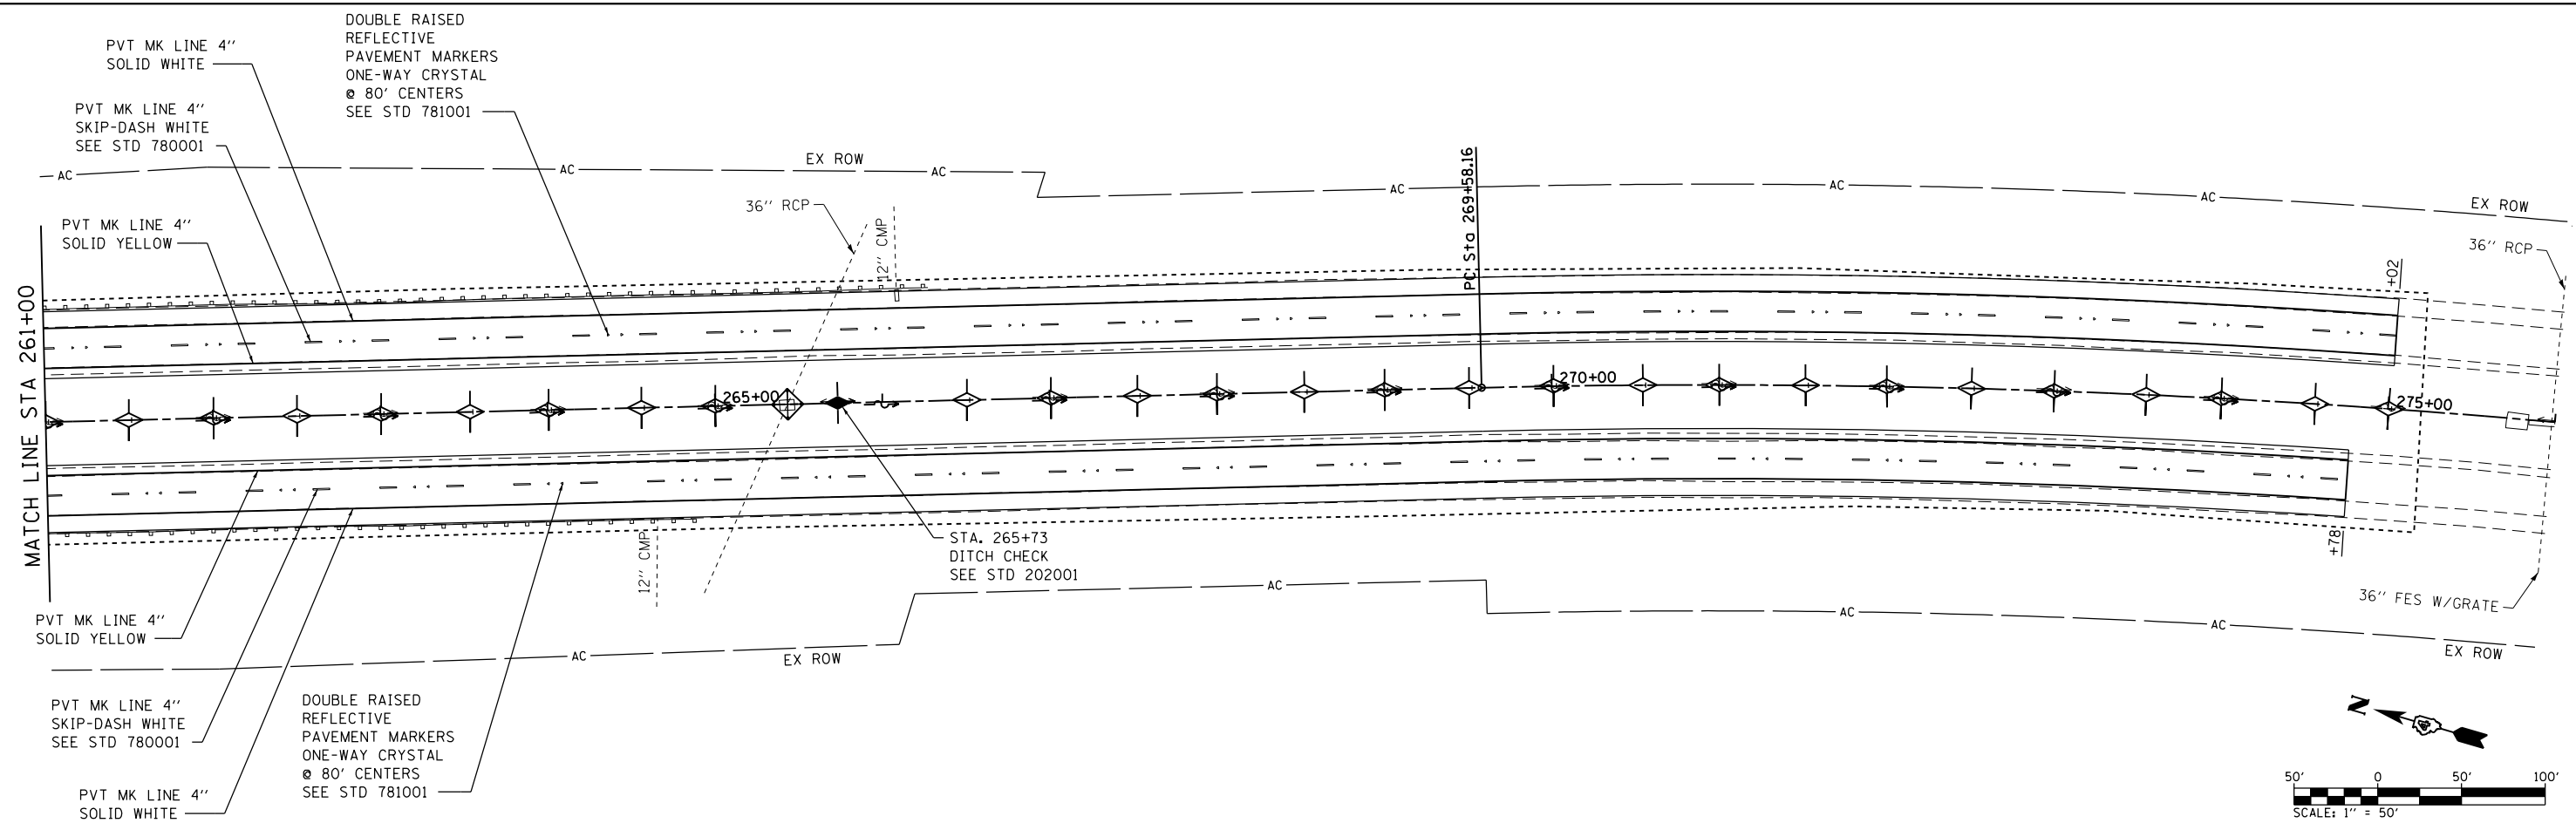 DOUBLE RAISED
REFLECTIVE
PAVEMENT MARKERS
ONE-WAY CRYSTAL
@ 80' CENTERS
SEE STD 781001
PVT MK LINE 4''
SOLID WHITE
PVT MK LINE 4''
SKIP-DASH WHITE
SEE STD 780001
PVT MK LINE 4''
SOLID YELLOW
AC
AC
EX ROW
AC
AC
AC
AC
EX ROW
36'' RCP
12'' CMP
PC Sta 269+58.16
36'' RCP
+02
MATCH LINE STA 261+00
265+00
270+00
275+00
12'' CMP
STA. 265+73
DITCH CHECK
SEE STD 202001
+78
36'' FES W/GRATE
AC
AC
AC
AC
EX ROW
EX ROW
PVT MK LINE 4''
SOLID YELLOW
PVT MK LINE 4''
SKIP-DASH WHITE
SEE STD 780001
PVT MK LINE 4''
SOLID WHITE
DOUBLE RAISED
REFLECTIVE
PAVEMENT MARKERS
ONE-WAY CRYSTAL
@ 80' CENTERS
SEE STD 781001
N
50' 0 50' 100'
SCALE: 1'' = 50'